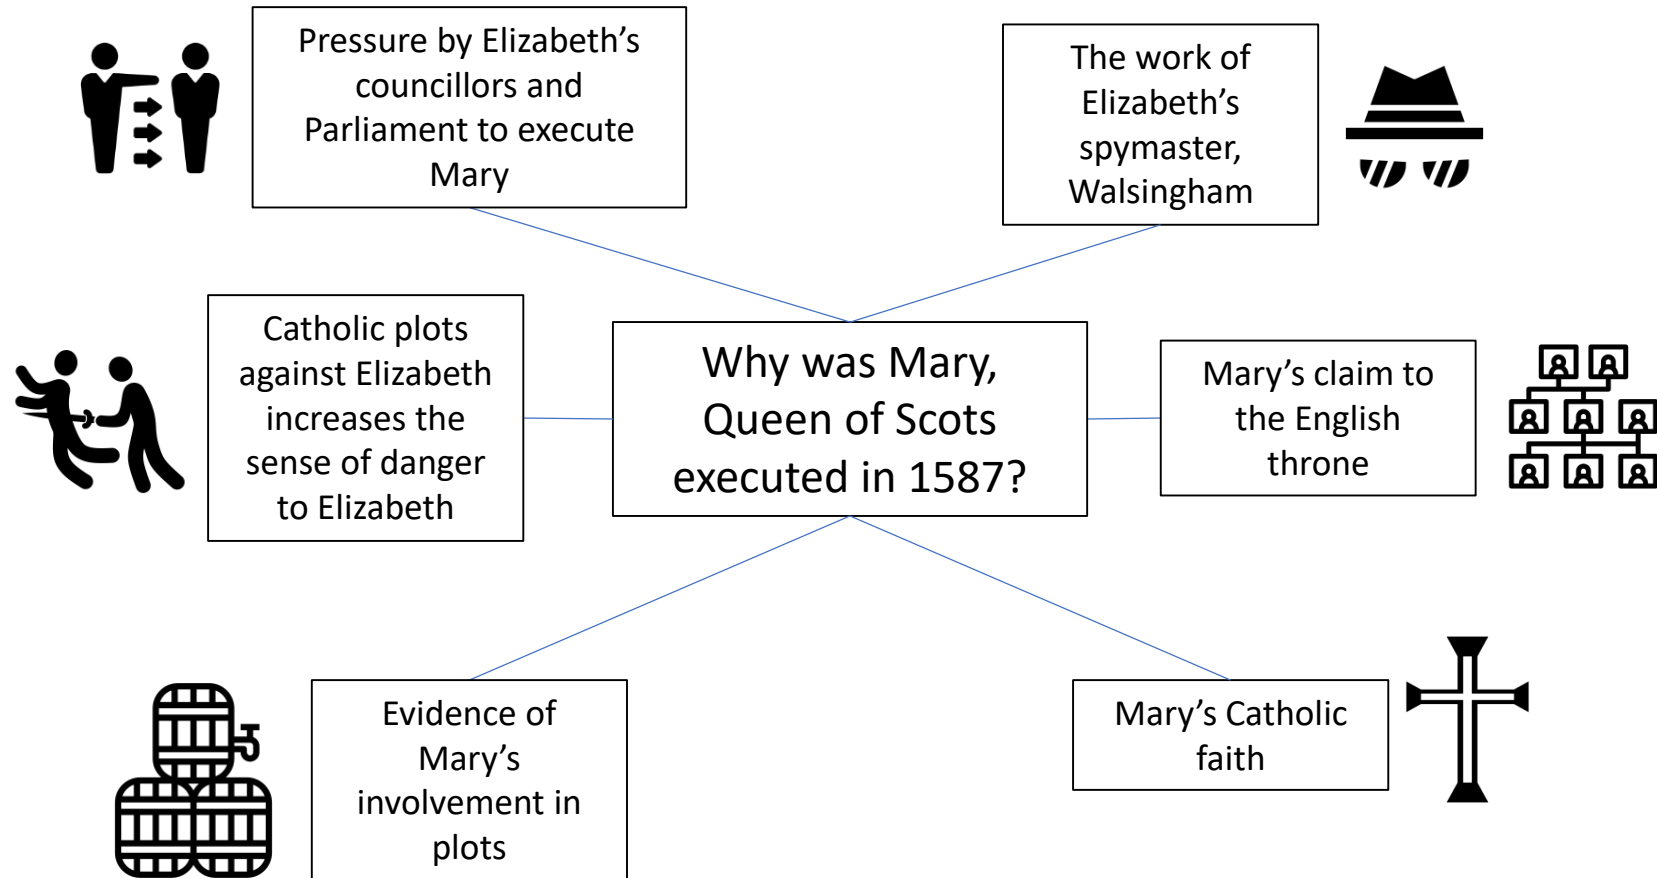 Pressure by Elizabeth’s
councillors and
Parliament to execute
Mary
The work of
Elizabeth’s
spymaster,
Walsingham
Catholic plots
against Elizabeth
increases the
sense of danger
to Elizabeth
Why was Mary,
Queen of Scots
executed in 1587?
Mary’s claim to
the English
throne
Evidence of
Mary’s
involvement in
plots
Mary’s Catholic
faith